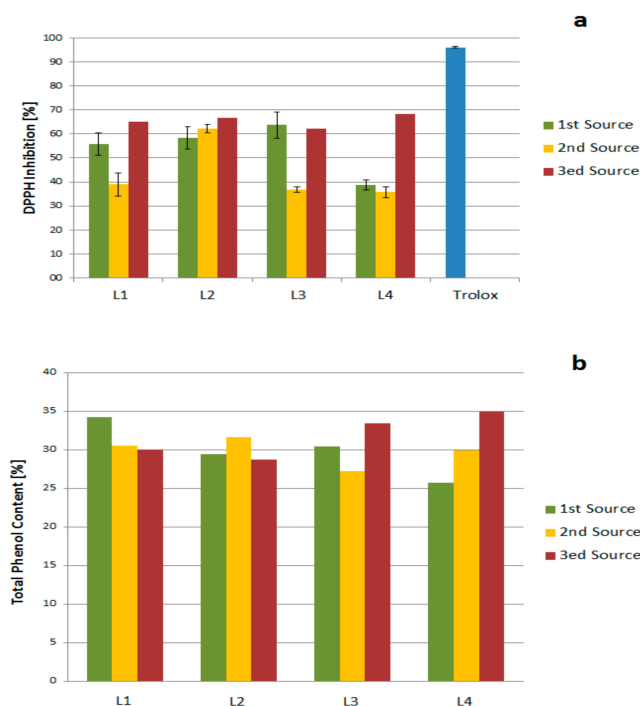 a
DPPH Inhibition [%]
100
90
80
70
60
50
40
30
20
10
00
L1 L2 L3 L4 Trolox
1st Source
2nd Source
3ed Source
b
Total Phenol Content [%]
40
35
30
25
20
15
10
5
0
L1 L2 L3 L4
1st Source
2nd Source
3ed Source